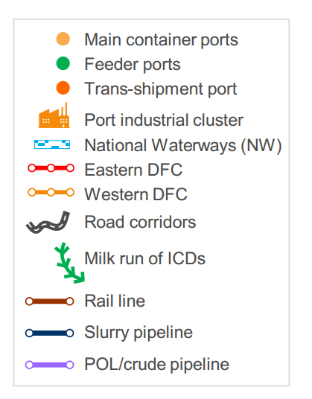 Main container ports
Feeder ports
Trans-shipment port
Port industrial cluster
National Waterways (NW)
Eastern DFC
Western DFC
Road corridors
Milk run of ICDs
Rail line
Slurry pipeline
POL/crude pipeline